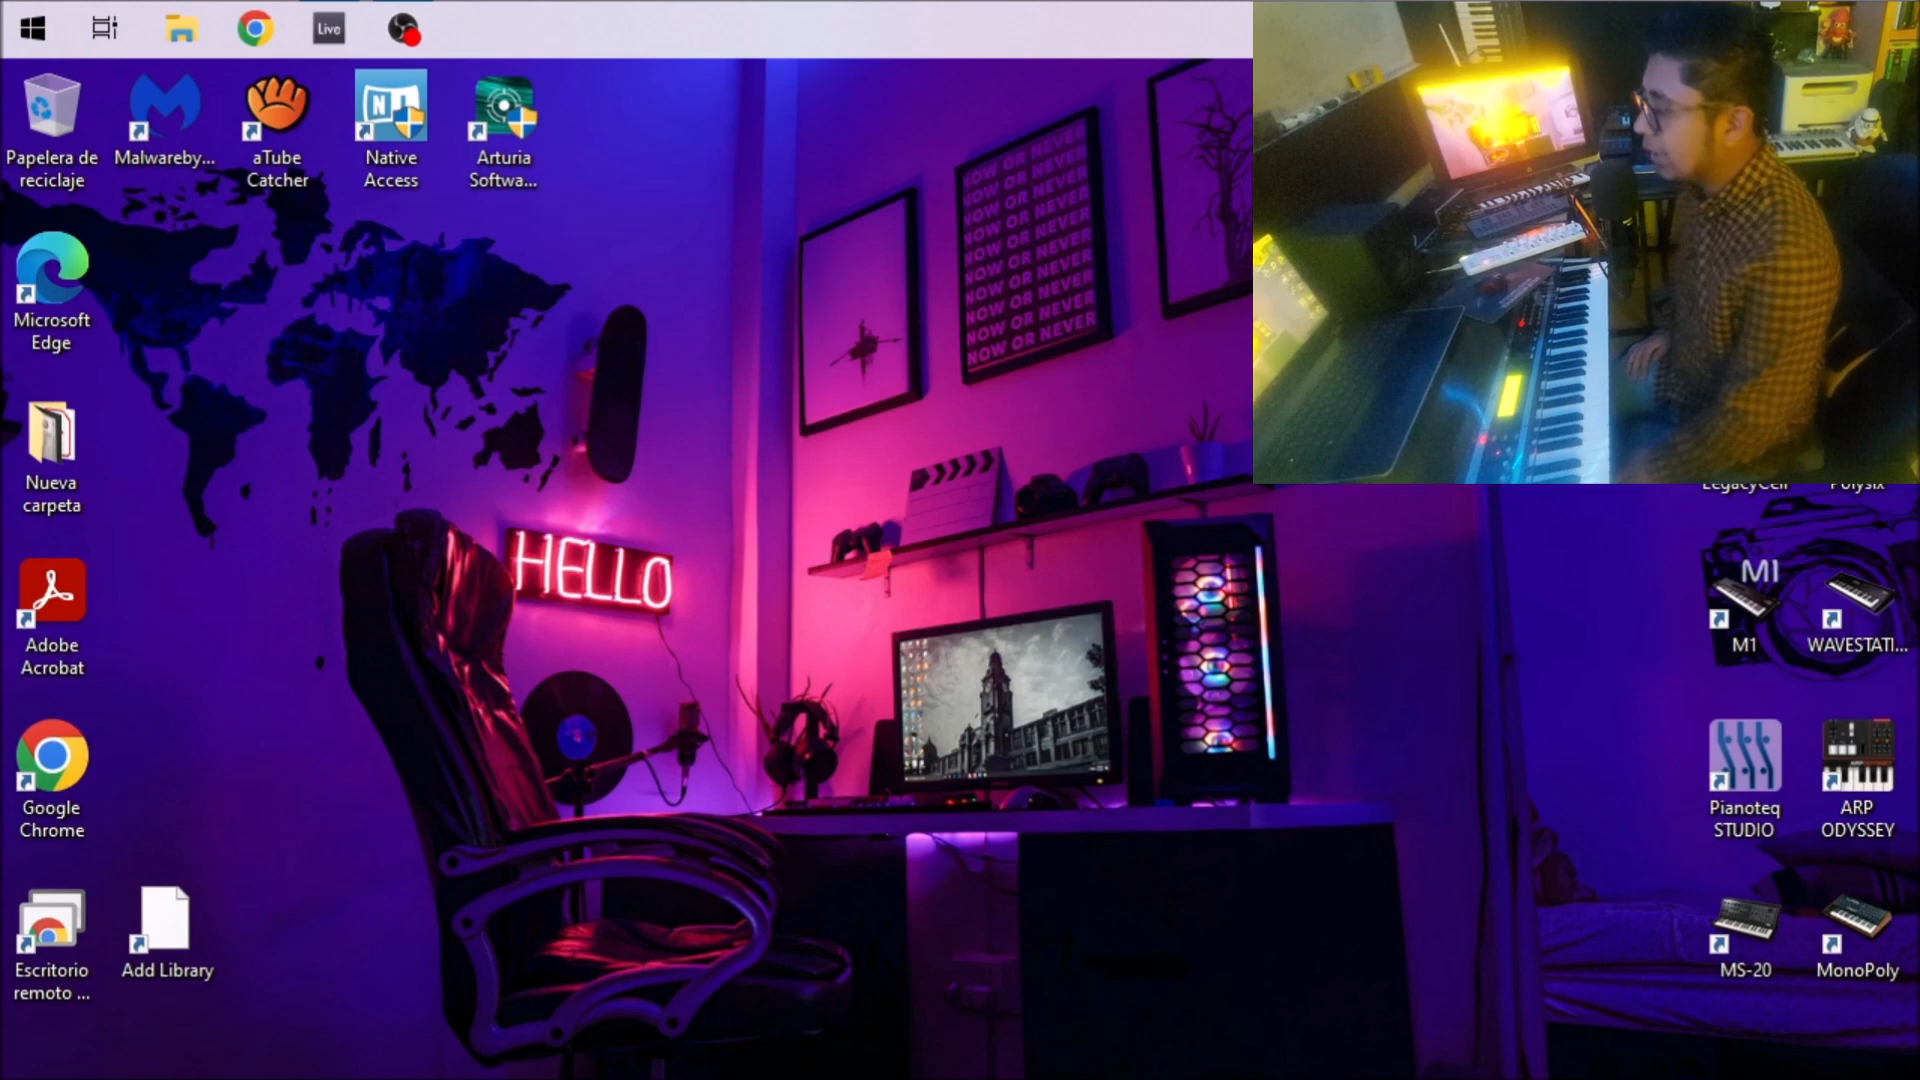 Live
Papelera de
reciclaje
Malwareby...
aTube
Catcher
Native
Access
Arturia
Softwa...
NOW OR NEVER
NOW OR NEVER
NOW OR NEVER
NOW OR NEVER
NOW OR NEVER
NOW OR NEVER
NOW OR NEVER
NOW OR NEVER
NOW OR NEVER
NOW OR NEVER
Microsoft
Edge
Nueva
carpeta
HELLO
LegacyCell
Polysix
M1
M1
WAVESTATI...
Adobe
Acrobat
Google
Chrome
Pianoteq
STUDIO
ARP
ODYSSEY
Escritorio
remoto ...
Add Library
MS-20
MonoPoly